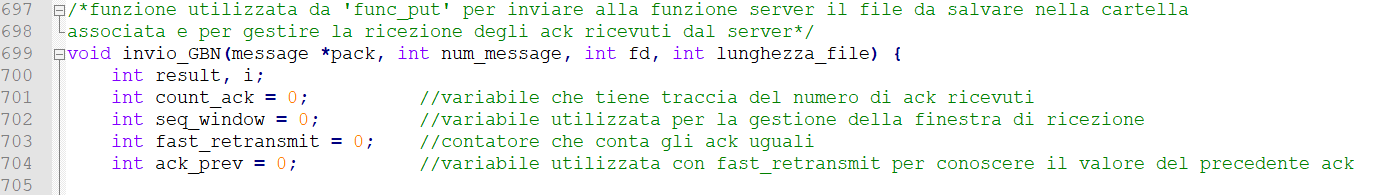 697 /*funzione utilizzata da 'func_put' per inviare alla funzione server il file da salvare nella cartella
698 associata e per gestire la ricezione degli ack ricevuti dal server*/
699 void invio_GBN(message *pack, int num_message, int fd, int lunghezza_file) {
700 int result, i;
701 int count_ack = 0; //variabile che tiene traccia del numero di ack ricevuti
702 int seq_window = 0; //variabile utilizzata per la gestione della finestra di ricezione
703 int fast_retransmit = 0; //contatore che conta gli ack uguali
704 int ack_prev = 0; //variabile utilizzata con fast_retransmit per conoscere il valore del precedente ack
705